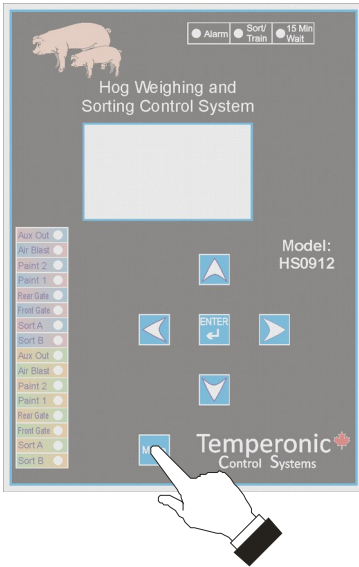 Alarm
Sort/
Train
15 Min
Wait
Hog Weighing and
Sorting Control System
Aux Out
Air Blast
Paint 2
Paint 1
Rear Gate
Front Gate
Sort A
Sort B
Aux Out
Air Blast
Paint 2
Paint 1
Rear Gate
Front Gate
Sort A
Sort B
Model:
HS0912
ENTER
Temperonic
Control Systems